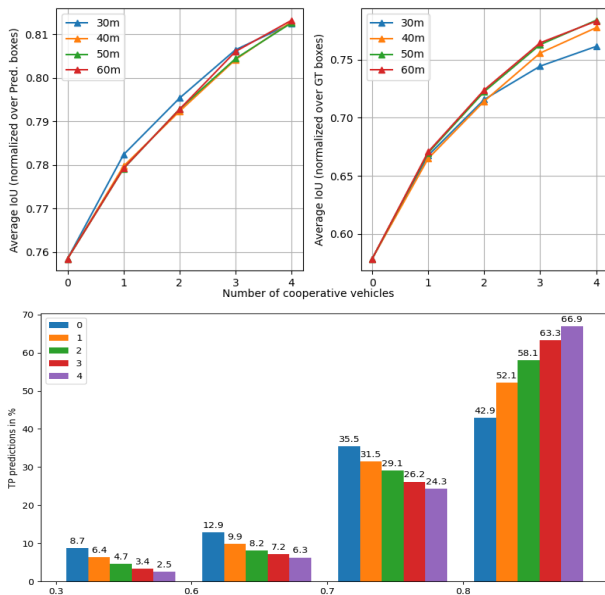 Average IoU (normalized over Pred. boxes)
0.81
0.80
0.79
0.78
0.77
0.76
30m
40m
50m
60m
0 1 2 3 4
Average IoU (normalized over GT boxes)
0.75
0.70
0.65
0.60
30m
40m
50m
60m
0 1 2 3 4
Number of cooperative vehicles
TP predictions in %
70
60
50
40
30
20
10
0
0
1
2
3
4
8.7 6.4 4.7 3.4 2.5
12.9 9.9 8.2 7.2 6.3
35.5 31.5 29.1 26.2 24.3
42.9 52.1 58.1 63.3 66.9
0.3 0.6 0.7 0.8